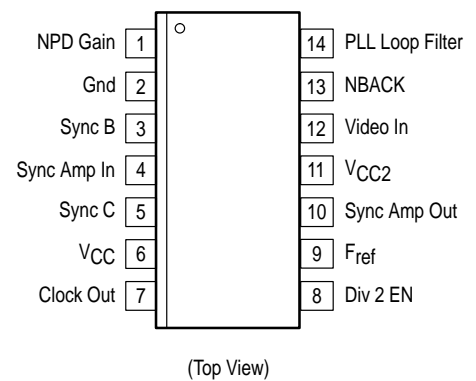 NPD Gain 1 14 PLL Loop Filter
Gnd 2 13 NBACK
Sync B 3 12 Video In
Sync Amp In 4 11 VCC2
Sync C 5 10 Sync Amp Out
VCC 6 9 Fref
Clock Out 7 8 Div 2 EN
(Top View)